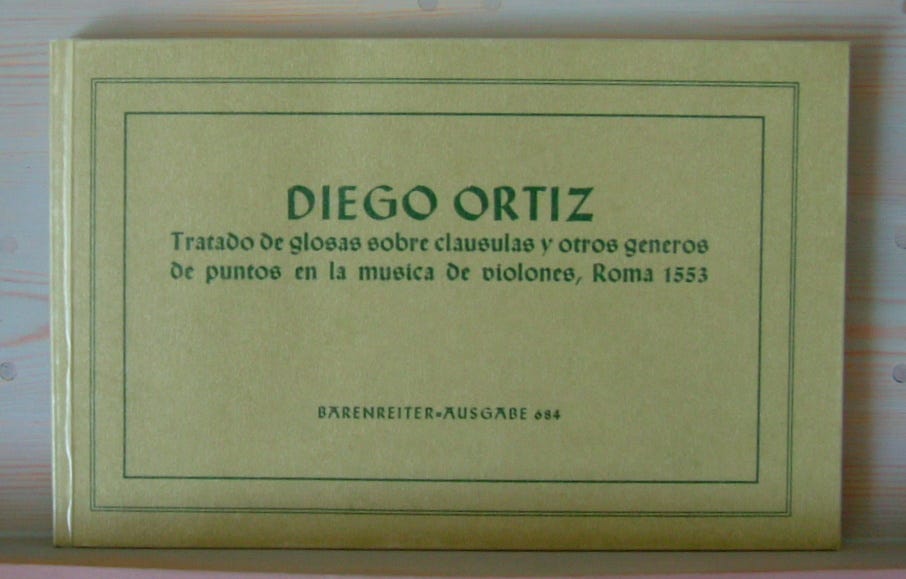 DIEGO ORTIZ
Tratado de glosas sobre clausulas y otros generos
de puntos en la musica de violones, Roma 1553
BÄRENREITER-AUSGABE 684